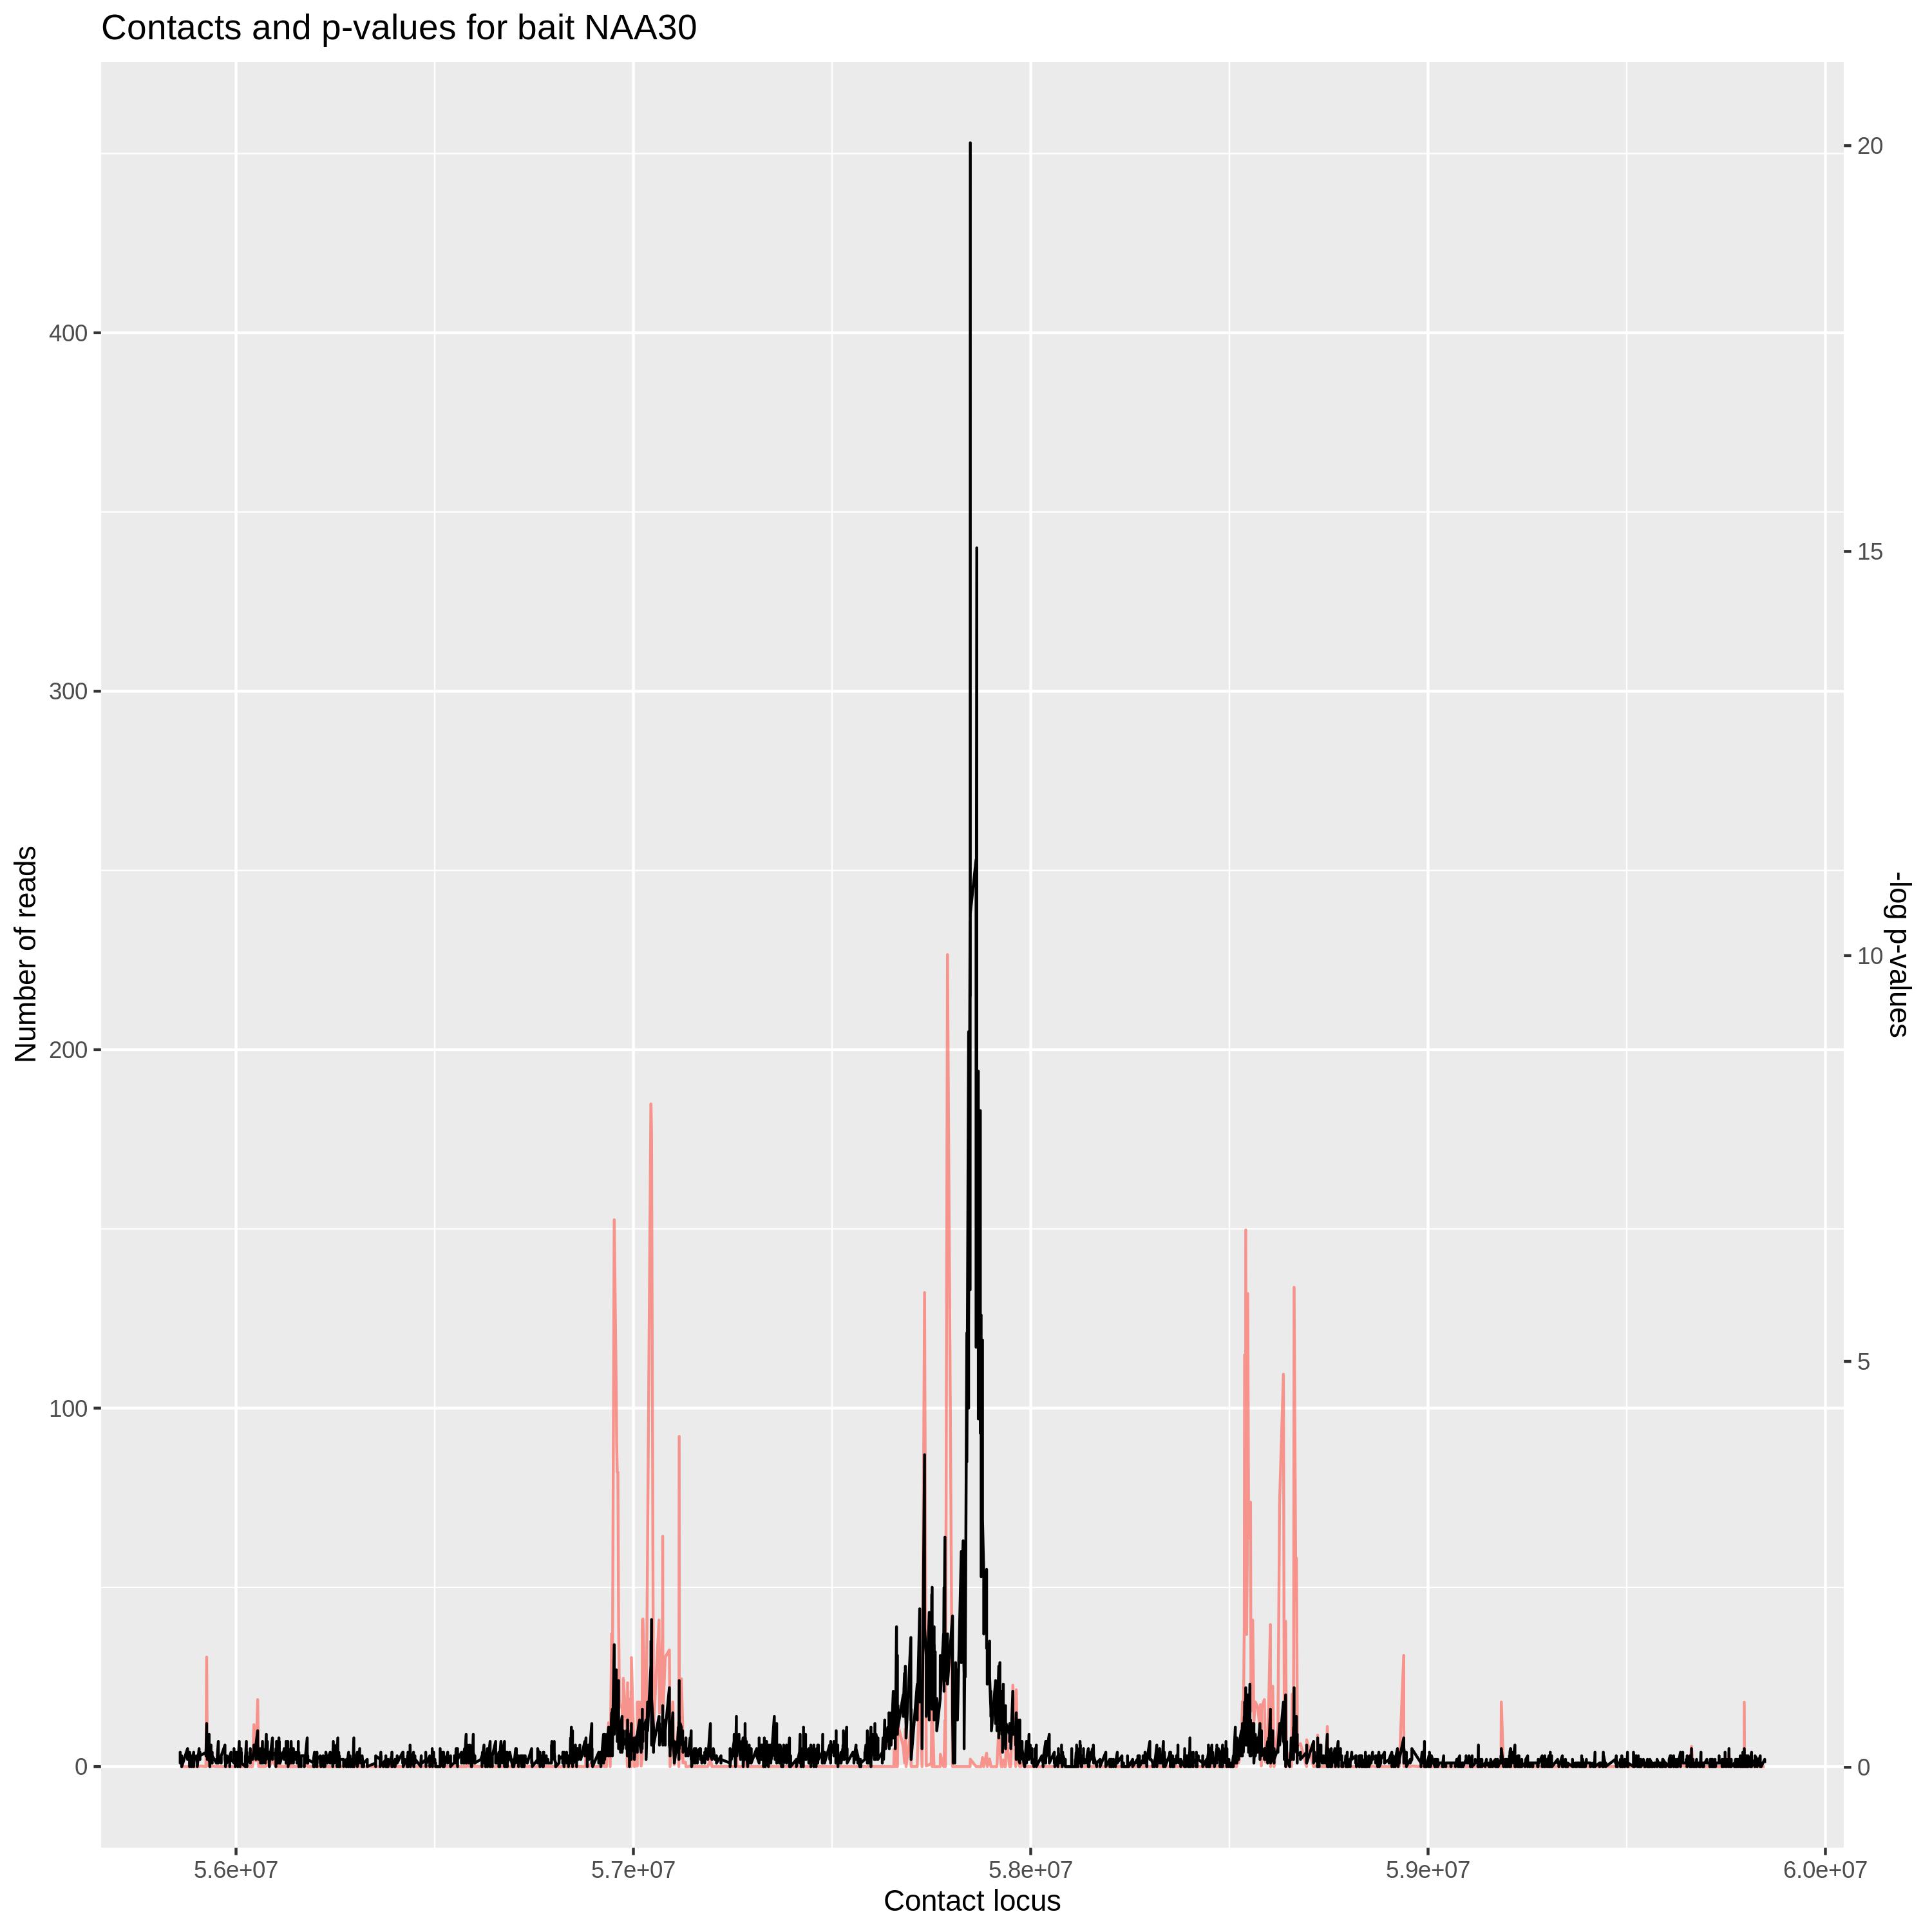 Contacts and p-values for bait NAA30
Number of reads
400
300
200
100
0
20
15
10
5
0
-log p-values
5.6e+07
5.7e+07
5.8e+07
5.9e+07
6.0e+07
Contact locus